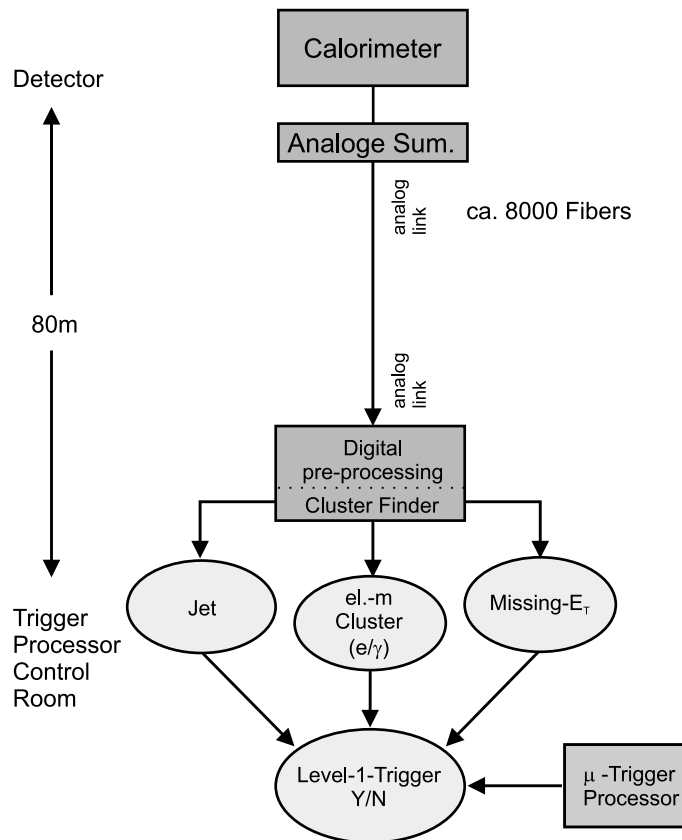 Calorimeter
Detector
Analoge Sum.
analog
link
ca. 8000 Fibers
80m
analog
link
Digital
pre-processing
Cluster Finder
Jet
el.-m
Cluster
(e/γ)
Missing-E_T
Trigger
Processor
Control
Room
Level-1-Trigger
Y/N
μ -Trigger
Processor